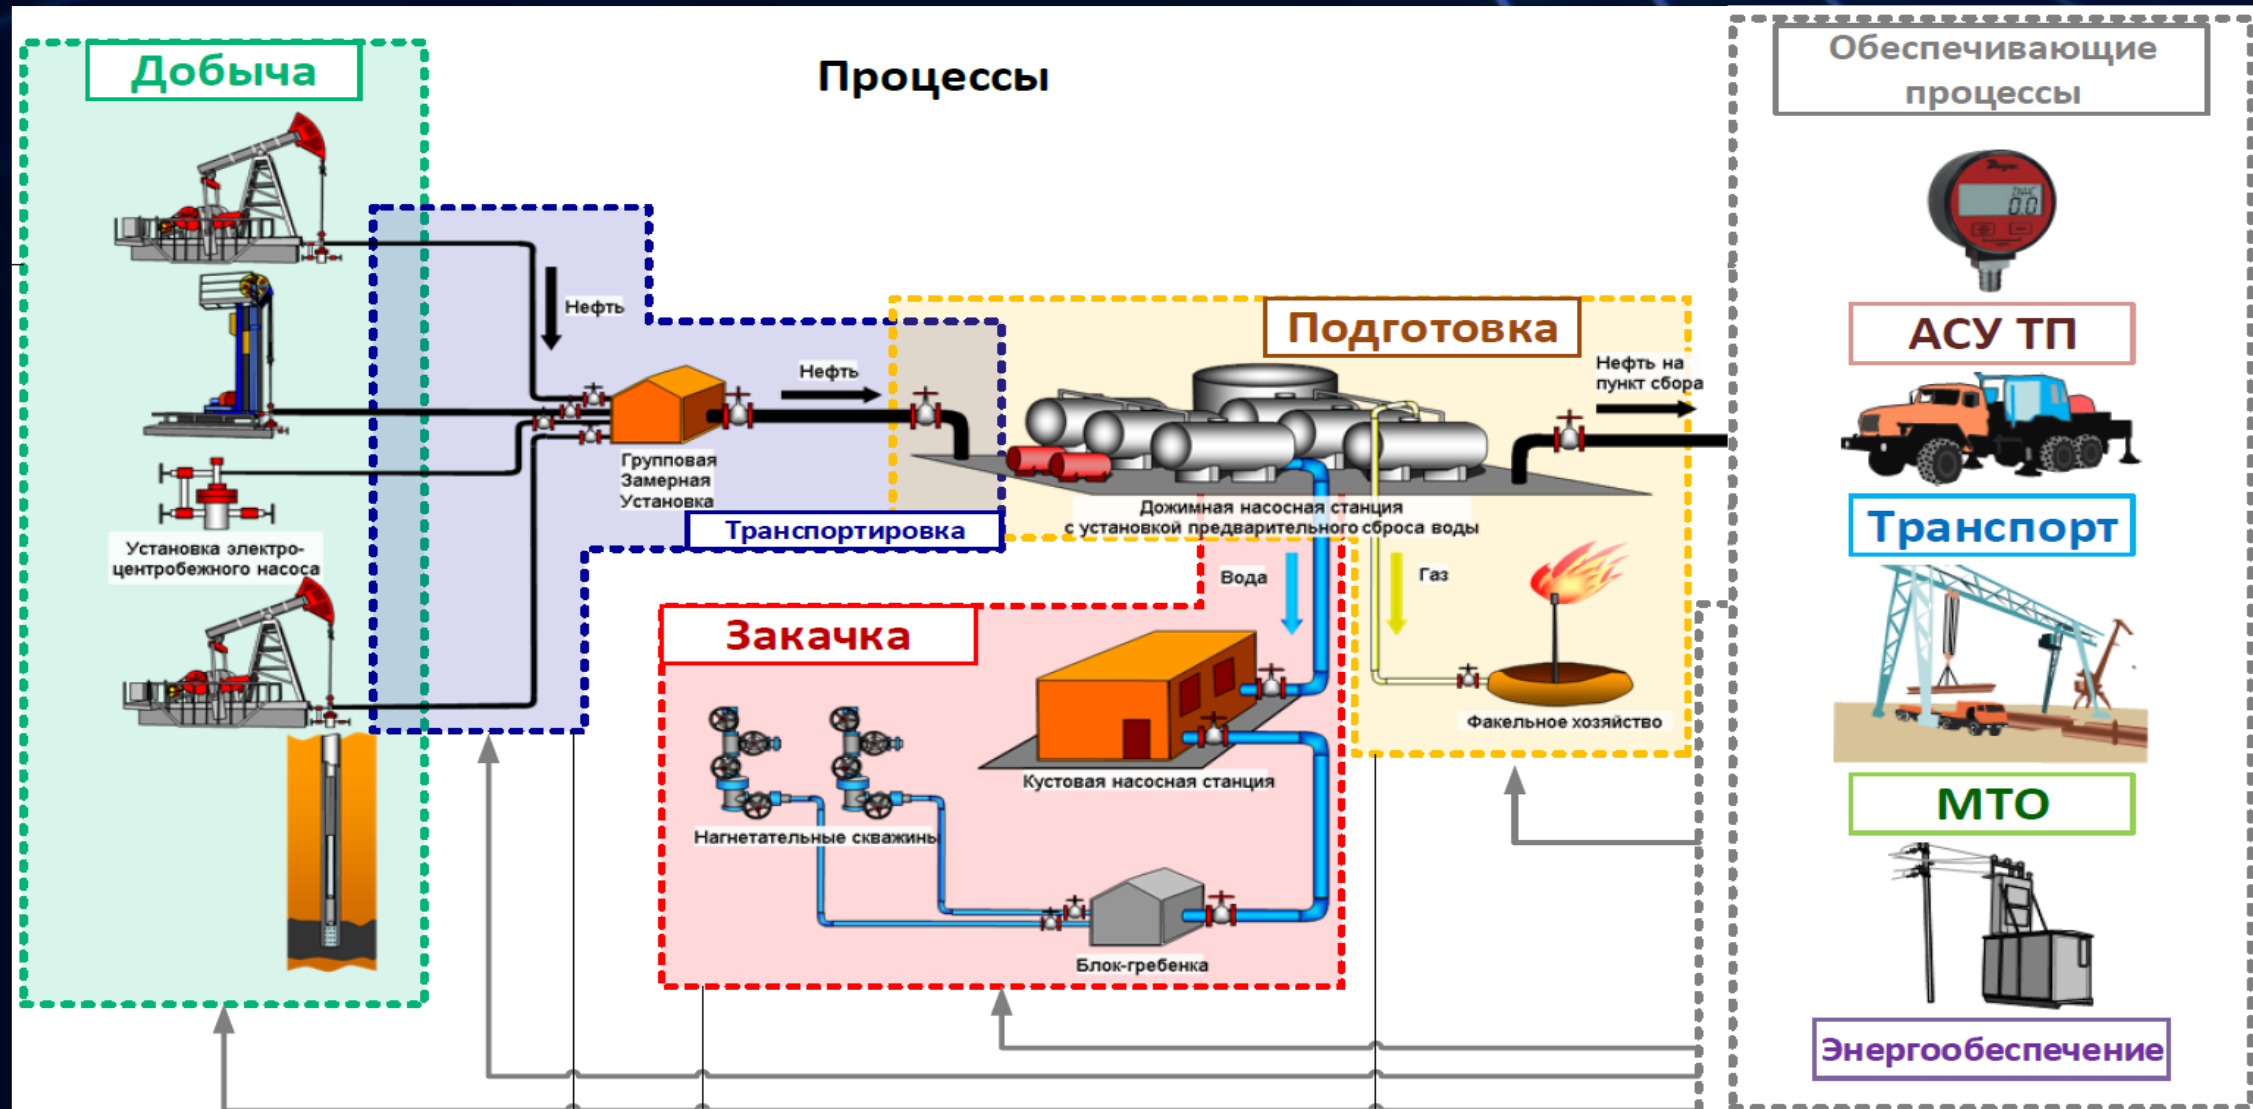 Процессы
Добыча
Обеспечивающие
процессы
Нефть
Нефть
Групповая
Замерная
Установка
Транспортировка
Установка электро-
центробежного насоса
Подготовка
Нефть на
пункт сбора
Дожимная насосная станция
с установкой предварительного сброса воды
Вода
Газ
Факельное хозяйство
Закачка
Кустовая насосная станция
Нагнетательные скважины
Блок-гребенка
0.0
АСУ ТП
Транспорт
МТО
Энергообеспечение